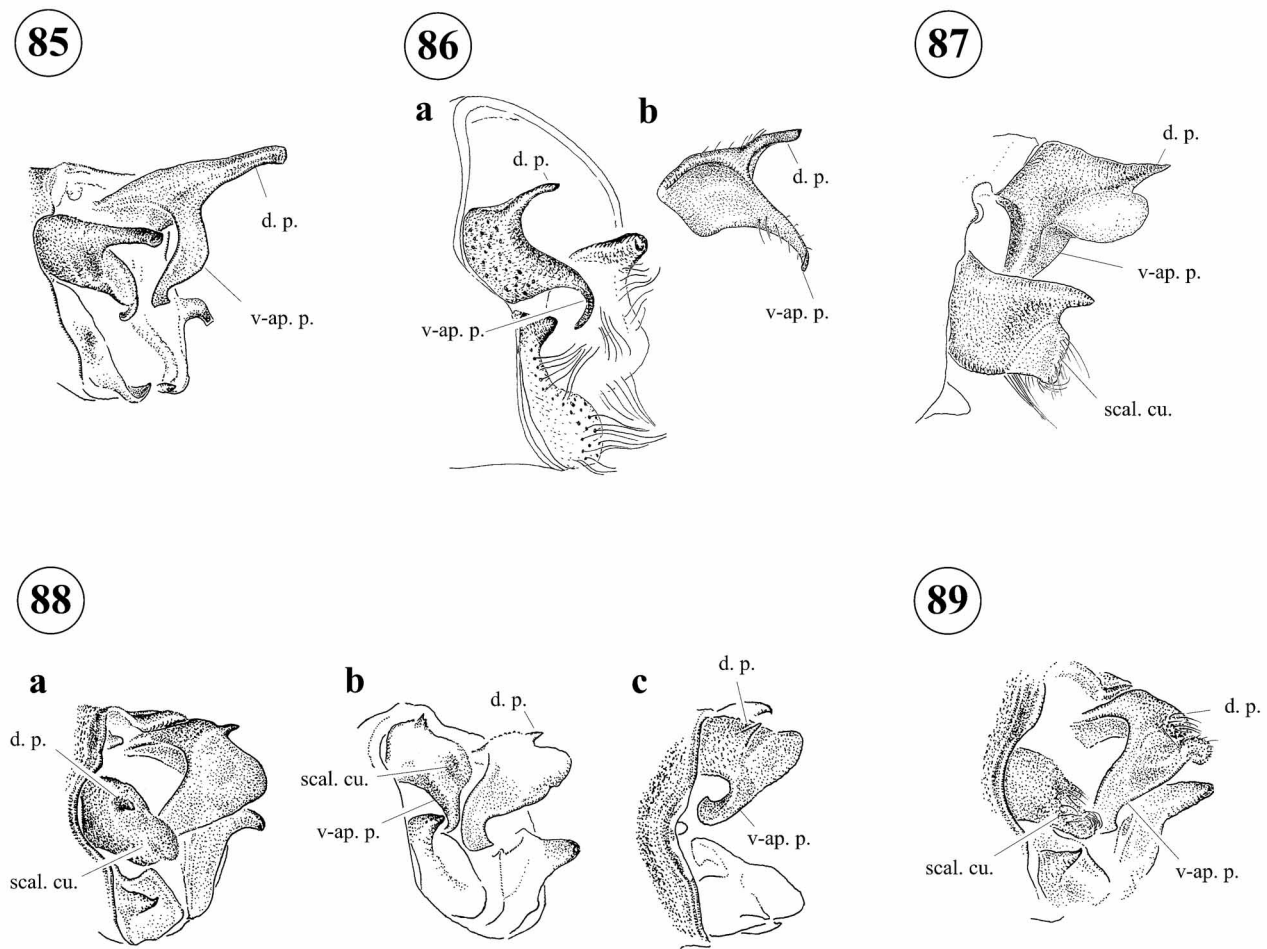 85
d. p.
v-ap. p.
86
a
d. p.
v-ap. p.
b
d. p.
v-ap. p.
87
d. p.
v-ap. p.
scal. cu.
88
a
d. p.
scal. cu.
b
d. p.
scal. cu.
v-ap. p.
c
d. p.
v-ap. p.
89
d. p.
scal. cu.
v-ap. p.